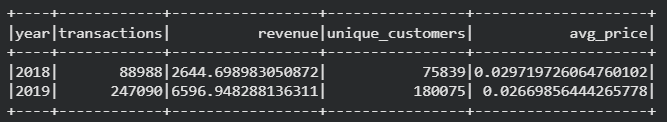 +----+------------+-----------------+----------------+--------------------+
|year|transactions|          revenue|unique_customers|           avg_price|
+----+------------+-----------------+----------------+--------------------+
|2018|       88988|2644.698983050872|           75839|0.029719726064760102|
|2019|      247090|6596.948288136311|          180075| 0.02669856444265778|
+----+------------+-----------------+----------------+--------------------+